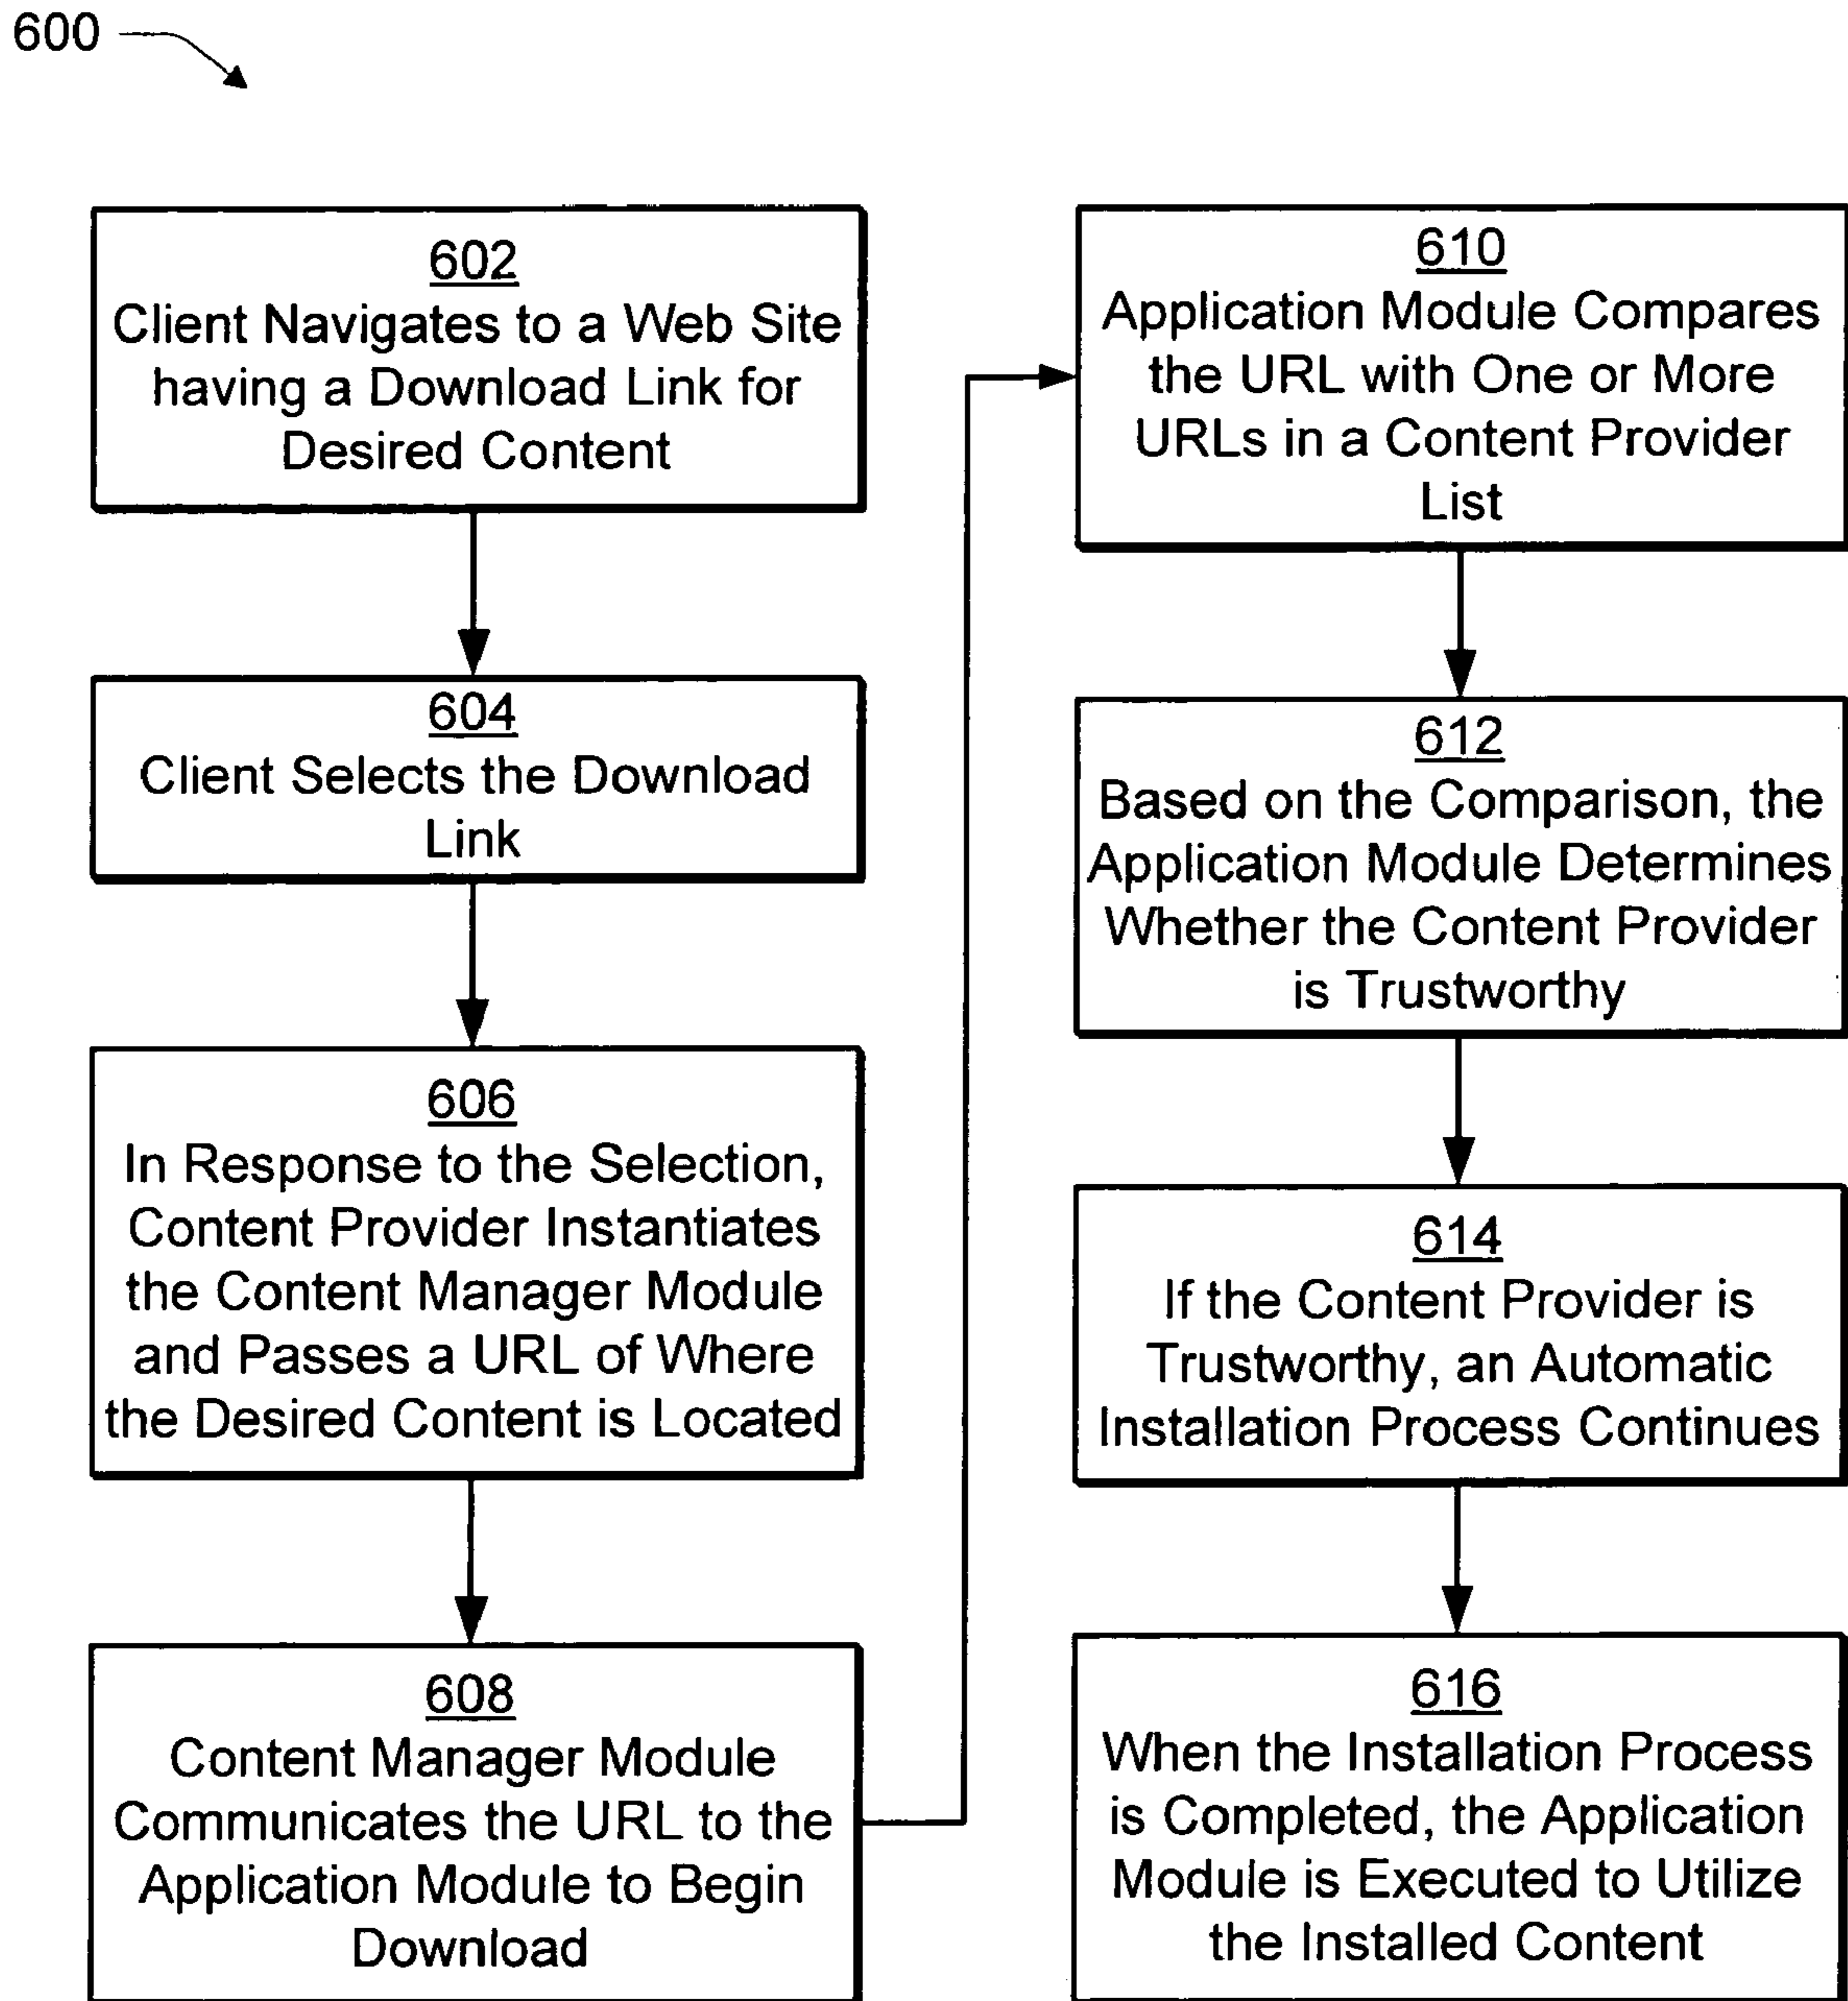 600
602
Client Navigates to a Web Site
having a Download Link for
Desired Content
604
Client Selects the Download
Link
606
In Response to the Selection,
Content Provider Instantiates
the Content Manager Module
and Passes a URL of Where
the Desired Content is Located
608
Content Manager Module
Communicates the URL to the
Application Module to Begin
Download
610
Application Module Compares
the URL with One or More
URLs in a Content Provider
List
612
Based on the Comparison, the
Application Module Determines
Whether the Content Provider
is Trustworthy
614
If the Content Provider is
Trustworthy, an Automatic
Installation Process Continues
616
When the Installation Process
is Completed, the Application
Module is Executed to Utilize
the Installed Content